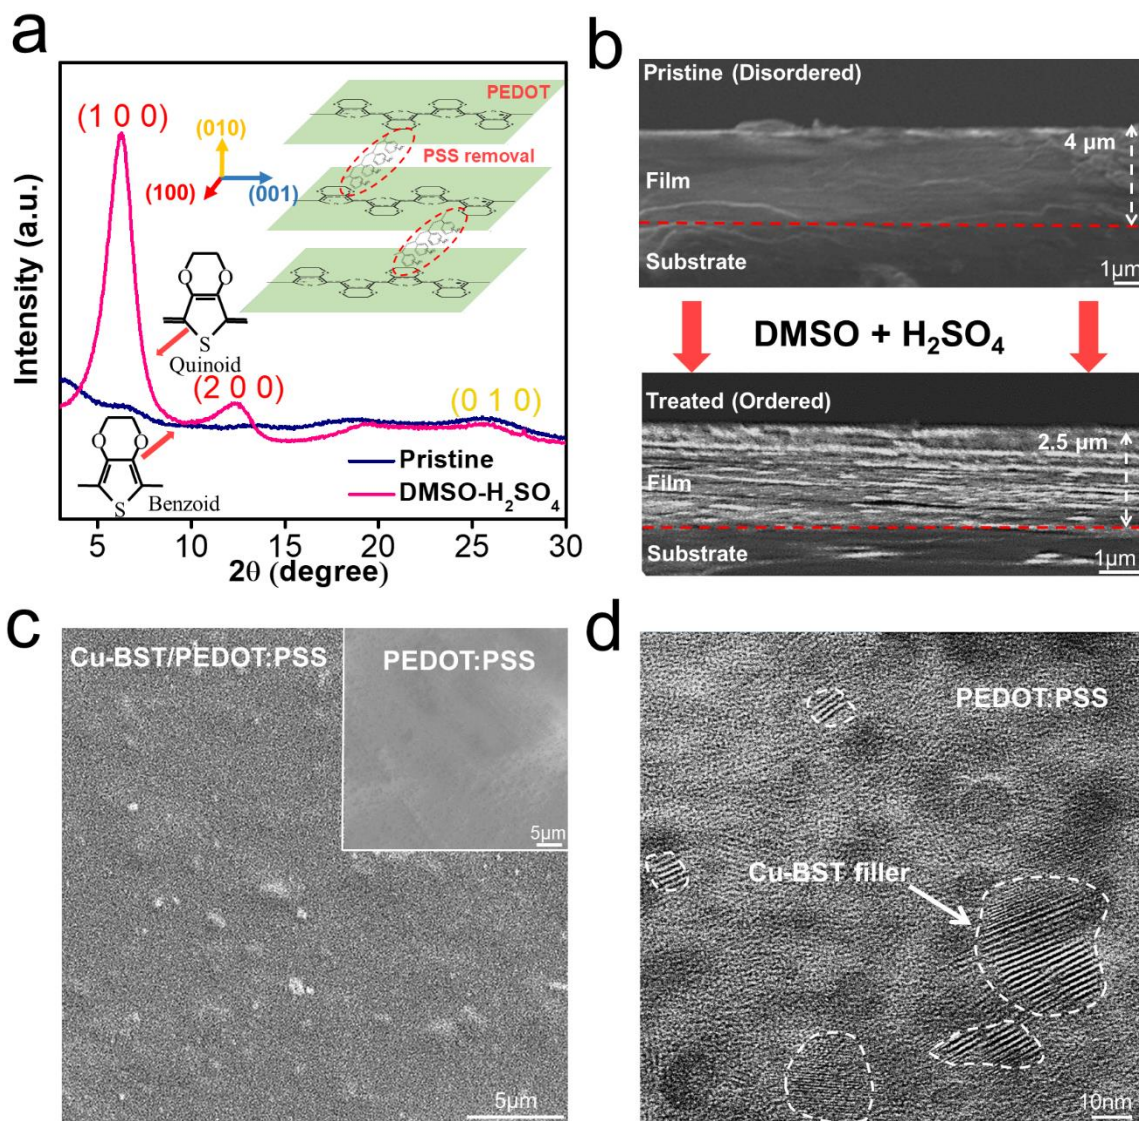 a
Intensity (a.u.)
(1 0 0)
(010)
(100)
(001)
PEDOT
PSS removal
O
O
S
Quinoid
(2 0 0)
(0 1 0)
O
O
S
Benzoid
Pristine
DMSO-H₂SO₄
5
10
15
20
25
30
2θ (degree)
b
Pristine (Disordered)
4 µm
Film
Substrate
1µm
DMSO + H₂SO₄
Treated (Ordered)
2.5 µm
Film
Substrate
1µm
c
Cu-BST/PEDOT:PSS
PEDOT:PSS
5µm
5µm
d
PEDOT:PSS
Cu-BST filler
10nm